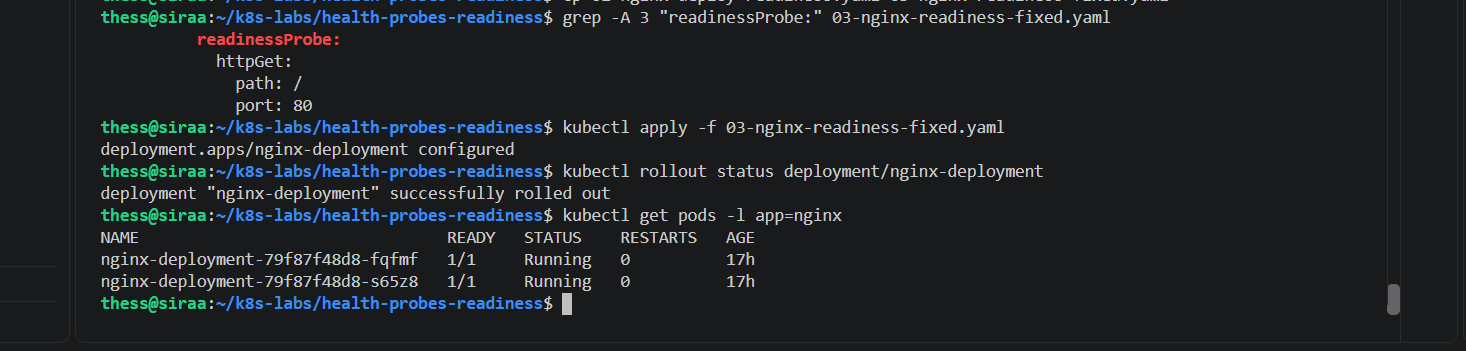 thess@siraa:~/k8s-labs/health-probes-readiness$ grep -A 3 "readinessProbe:" 03-nginx-readiness-fixed.yaml
readinessProbe:
httpGet:
path: /
port: 80
thess@siraa:~/k8s-labs/health-probes-readiness$ kubectl apply -f 03-nginx-readiness-fixed.yaml
deployment.apps/nginx-deployment configured
thess@siraa:~/k8s-labs/health-probes-readiness$ kubectl rollout status deployment/nginx-deployment
deployment "nginx-deployment" successfully rolled out
thess@siraa:~/k8s-labs/health-probes-readiness$ kubectl get pods -l app=nginx
NAME READY STATUS RESTARTS AGE
nginx-deployment-79f87f48d8-fqfmf 1/1 Running 0 17h
nginx-deployment-79f87f48d8-s65z8 1/1 Running 0 17h
thess@siraa:~/k8s-labs/health-probes-readiness$